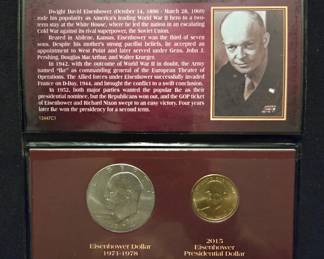 Dwight David Eisenhower (October 14, 1890 - March 28, 1969)
rode his popularity as America's leading World War II hero to a two-
term stay at the White House, where he led the nation in an escalating
Cold War against its rival superpower, the Soviet Union.
Reared in Abilene, Kansas, Eisenhower was the third of seven
sons. Despite his mother's strong pacifist beliefs, he accepted an
appointment to West Point and later served under Gens. John J.
Pershing, Douglas MacArthur, and Walter Krueger.
In 1942, with the outcome of World War II in doubt, the Army
named "Ike" as commanding general of the European Theater of
Operations. The Allied forces under Eisenhower successfully invaded
France on D-Day, 1944, and brought the conflict to a swift conclusion.
In 1952, both major parties wanted the popular Ike as their
presidential nominee, but the Republicans won out, and the GOP ticket
of Eisenhower and Richard Nixon swept to an easy victory. Four years
later Ike won the presidency for a second term.
Eisenhower Dollar
1971-1978
2015
Eisenhower
Presidential Dollar